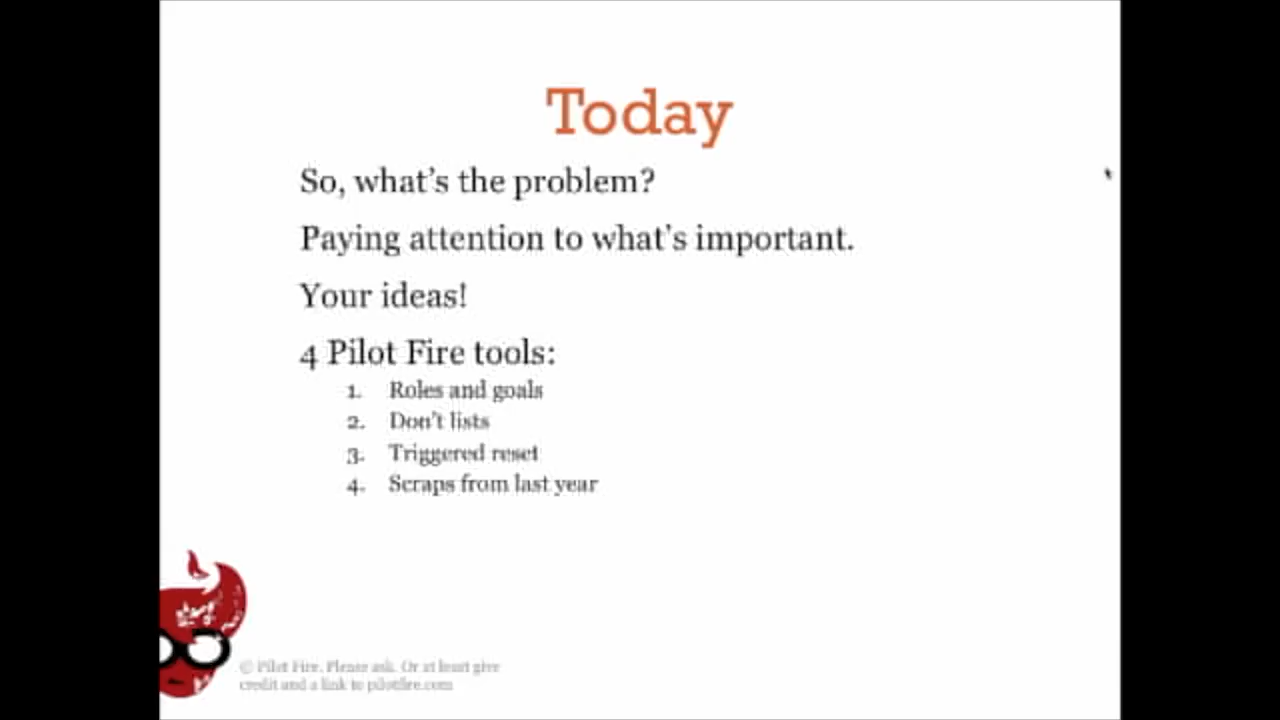 Today
So, what's the problem?
Paying attention to what's important.
Your ideas!
4 Pilot Fire tools:
1. Roles and goals
2. Don't lists
3. Triggered reset
4. Scraps from last year
© Pilot Fire. Please ask. Or at least give
credit and a link to pilotfire.com